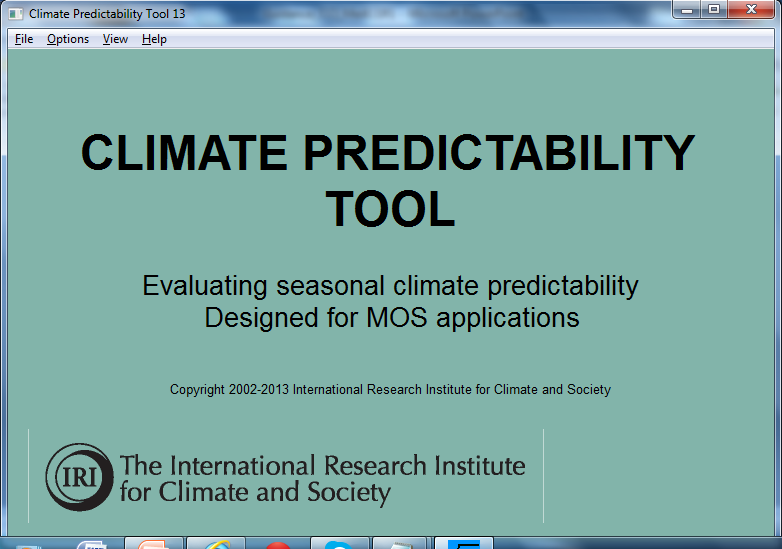 Climate Predictability Tool 13
File Options View Help
CLIMATE PREDICTABILITY
TOOL
Evaluating seasonal climate predictability
Designed for MOS applications
Copyright 2002-2013 International Research Institute for Climate and Society
IRI
The International Research Institute
for Climate and Society